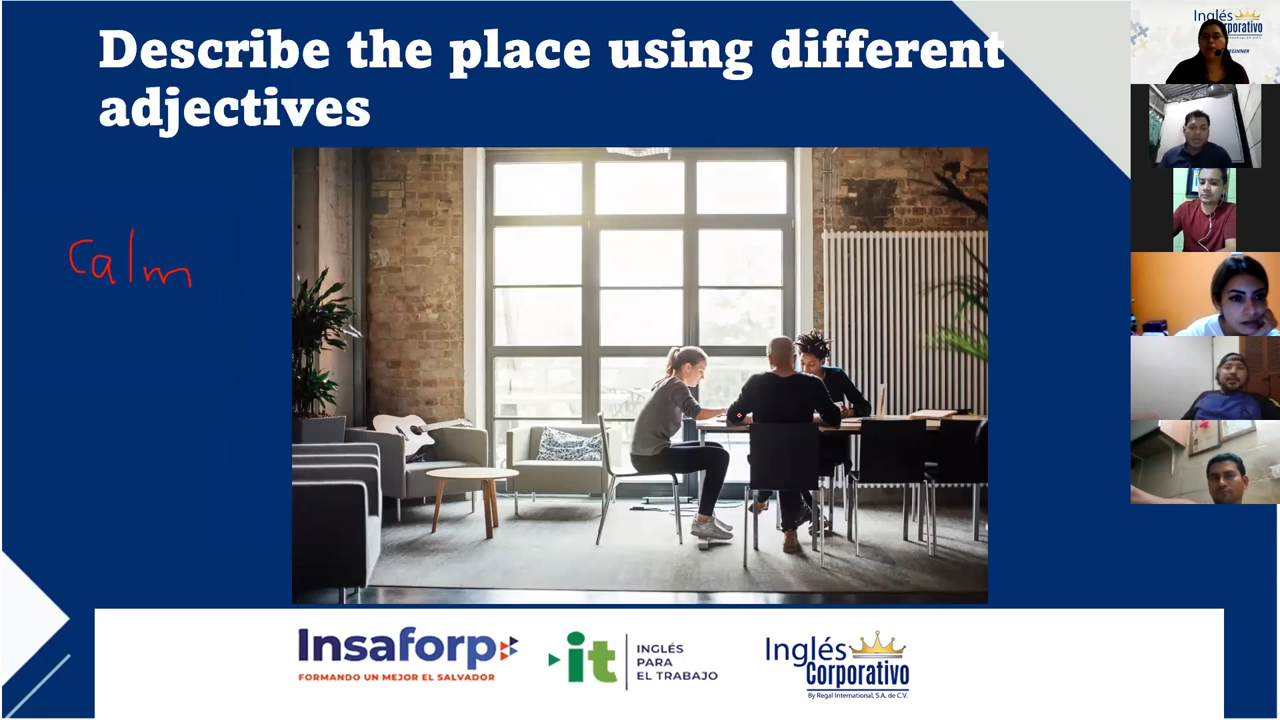 Describe the place using different
adjectives
calm
Insaforp
FORMANDO UN MEJOR EL SALVADOR
it
INGLÉS
PARA
EL TRABAJO
Inglés
Corporativo
By Regal International, S.A. de C.V.
Inglés